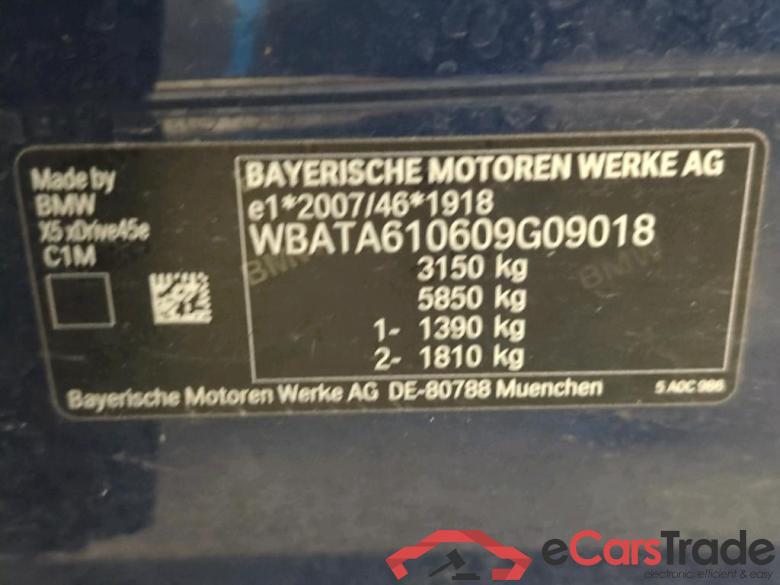 Made by
BMW
X5 xDrive45e
C1M
BAYERISCHE MOTOREN WERKE AG
e1*2007/46*1918
WBATA610609G09018
3150 kg
5850 kg
1- 1390 kg
2- 1810 kg
BMW
BMW
Bayerische Motoren Werke AG DE-80788 Muenchen
5 A0C 986
eCarsTrade
electronic, efficient & easy